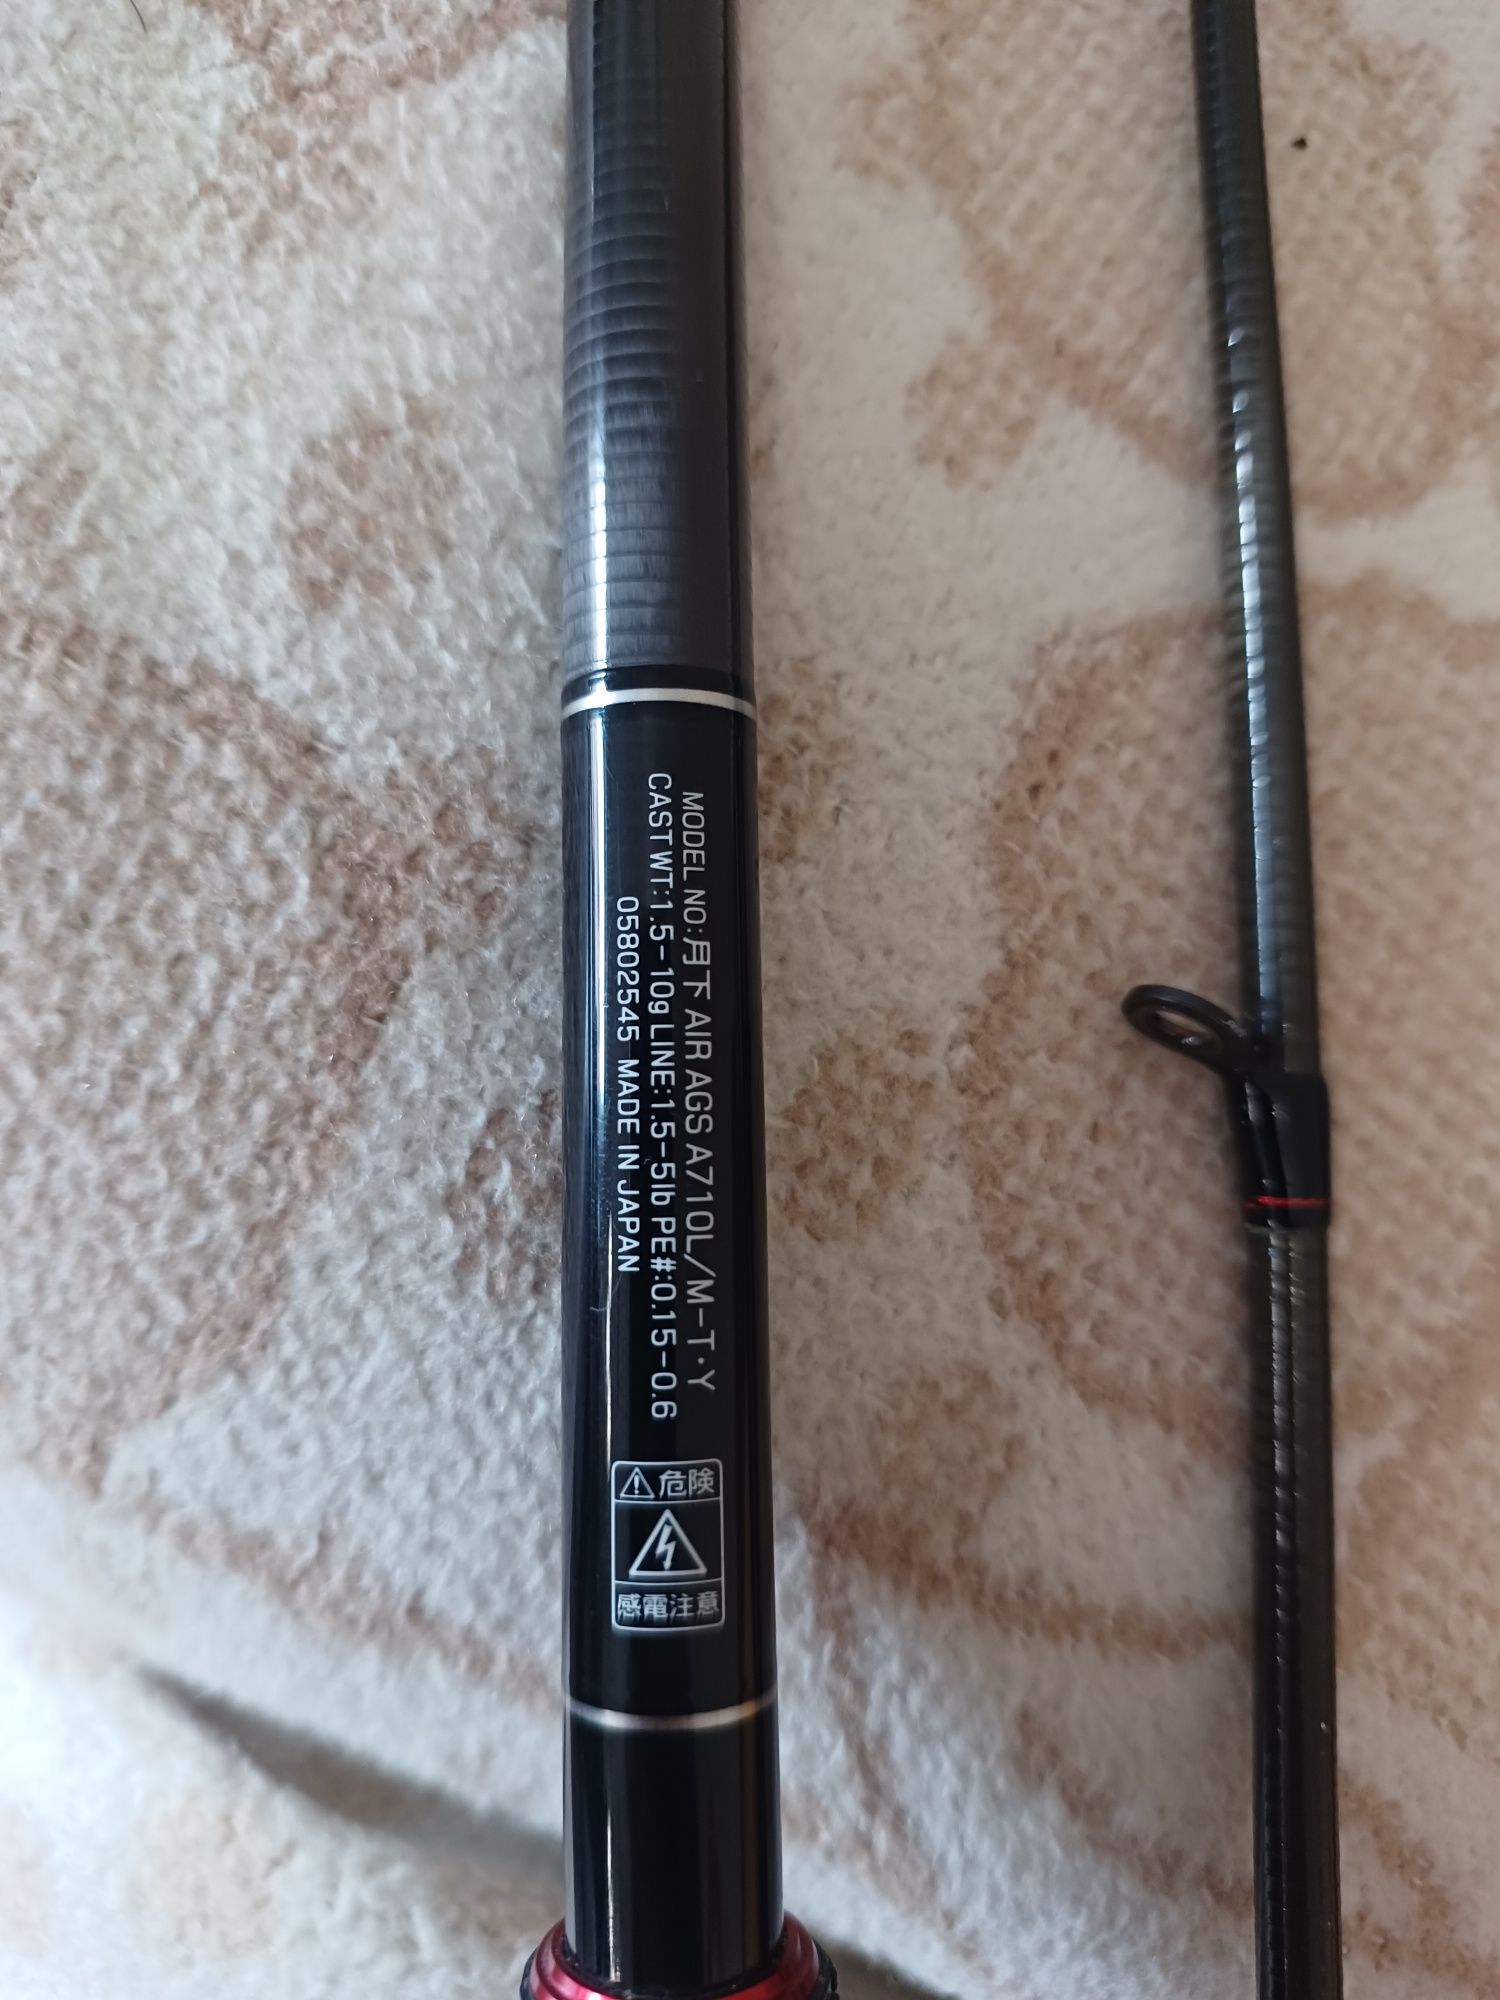 MODEL NO:月下 AIR AGS A710L/M-T・Y
CAST WT:1.5-10g LINE:1.5-5lb PE#:0.15-0.6
05802545 MADE IN JAPAN
危険
感電注意